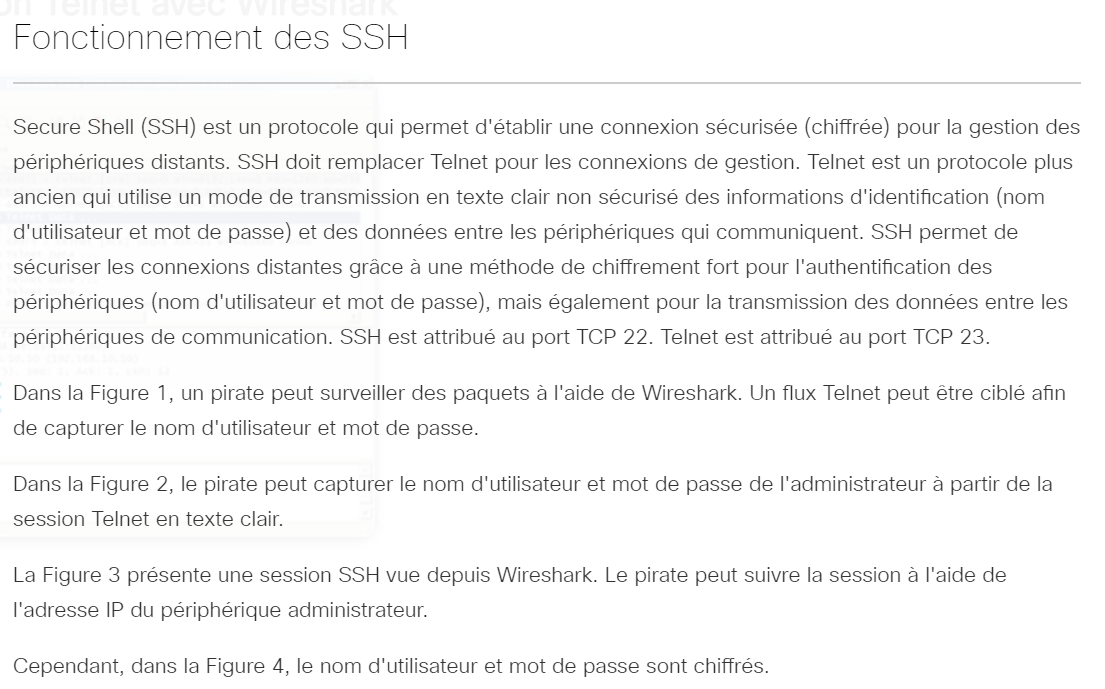 on Telnet avec Wireshark
Fonctionnement des SSH
Secure Shell (SSH) est un protocole qui permet d'établir une connexion sécurisée (chiffrée) pour la gestion des
périphériques distants. SSH doit remplacer Telnet pour les connexions de gestion. Telnet est un protocole plus
ancien qui utilise un mode de transmission en texte clair non sécurisé des informations d'identification (nom
d'utilisateur et mot de passe) et des données entre les périphériques qui communiquent. SSH permet de
sécuriser les connexions distantes grâce à une méthode de chiffrement fort pour l'authentification des
périphériques (nom d'utilisateur et mot de passe), mais également pour la transmission des données entre les
périphériques de communication. SSH est attribué au port TCP 22. Telnet est attribué au port TCP 23.
Dans la Figure 1, un pirate peut surveiller des paquets à l'aide de Wireshark. Un flux Telnet peut être ciblé afin
de capturer le nom d'utilisateur et mot de passe.
Dans la Figure 2, le pirate peut capturer le nom d'utilisateur et mot de passe de l'administrateur à partir de la
session Telnet en texte clair.
La Figure 3 présente une session SSH vue depuis Wireshark. Le pirate peut suivre la session à l'aide de
l'adresse IP du périphérique administrateur.
Cependant, dans la Figure 4, le nom d'utilisateur et mot de passe sont chiffrés.